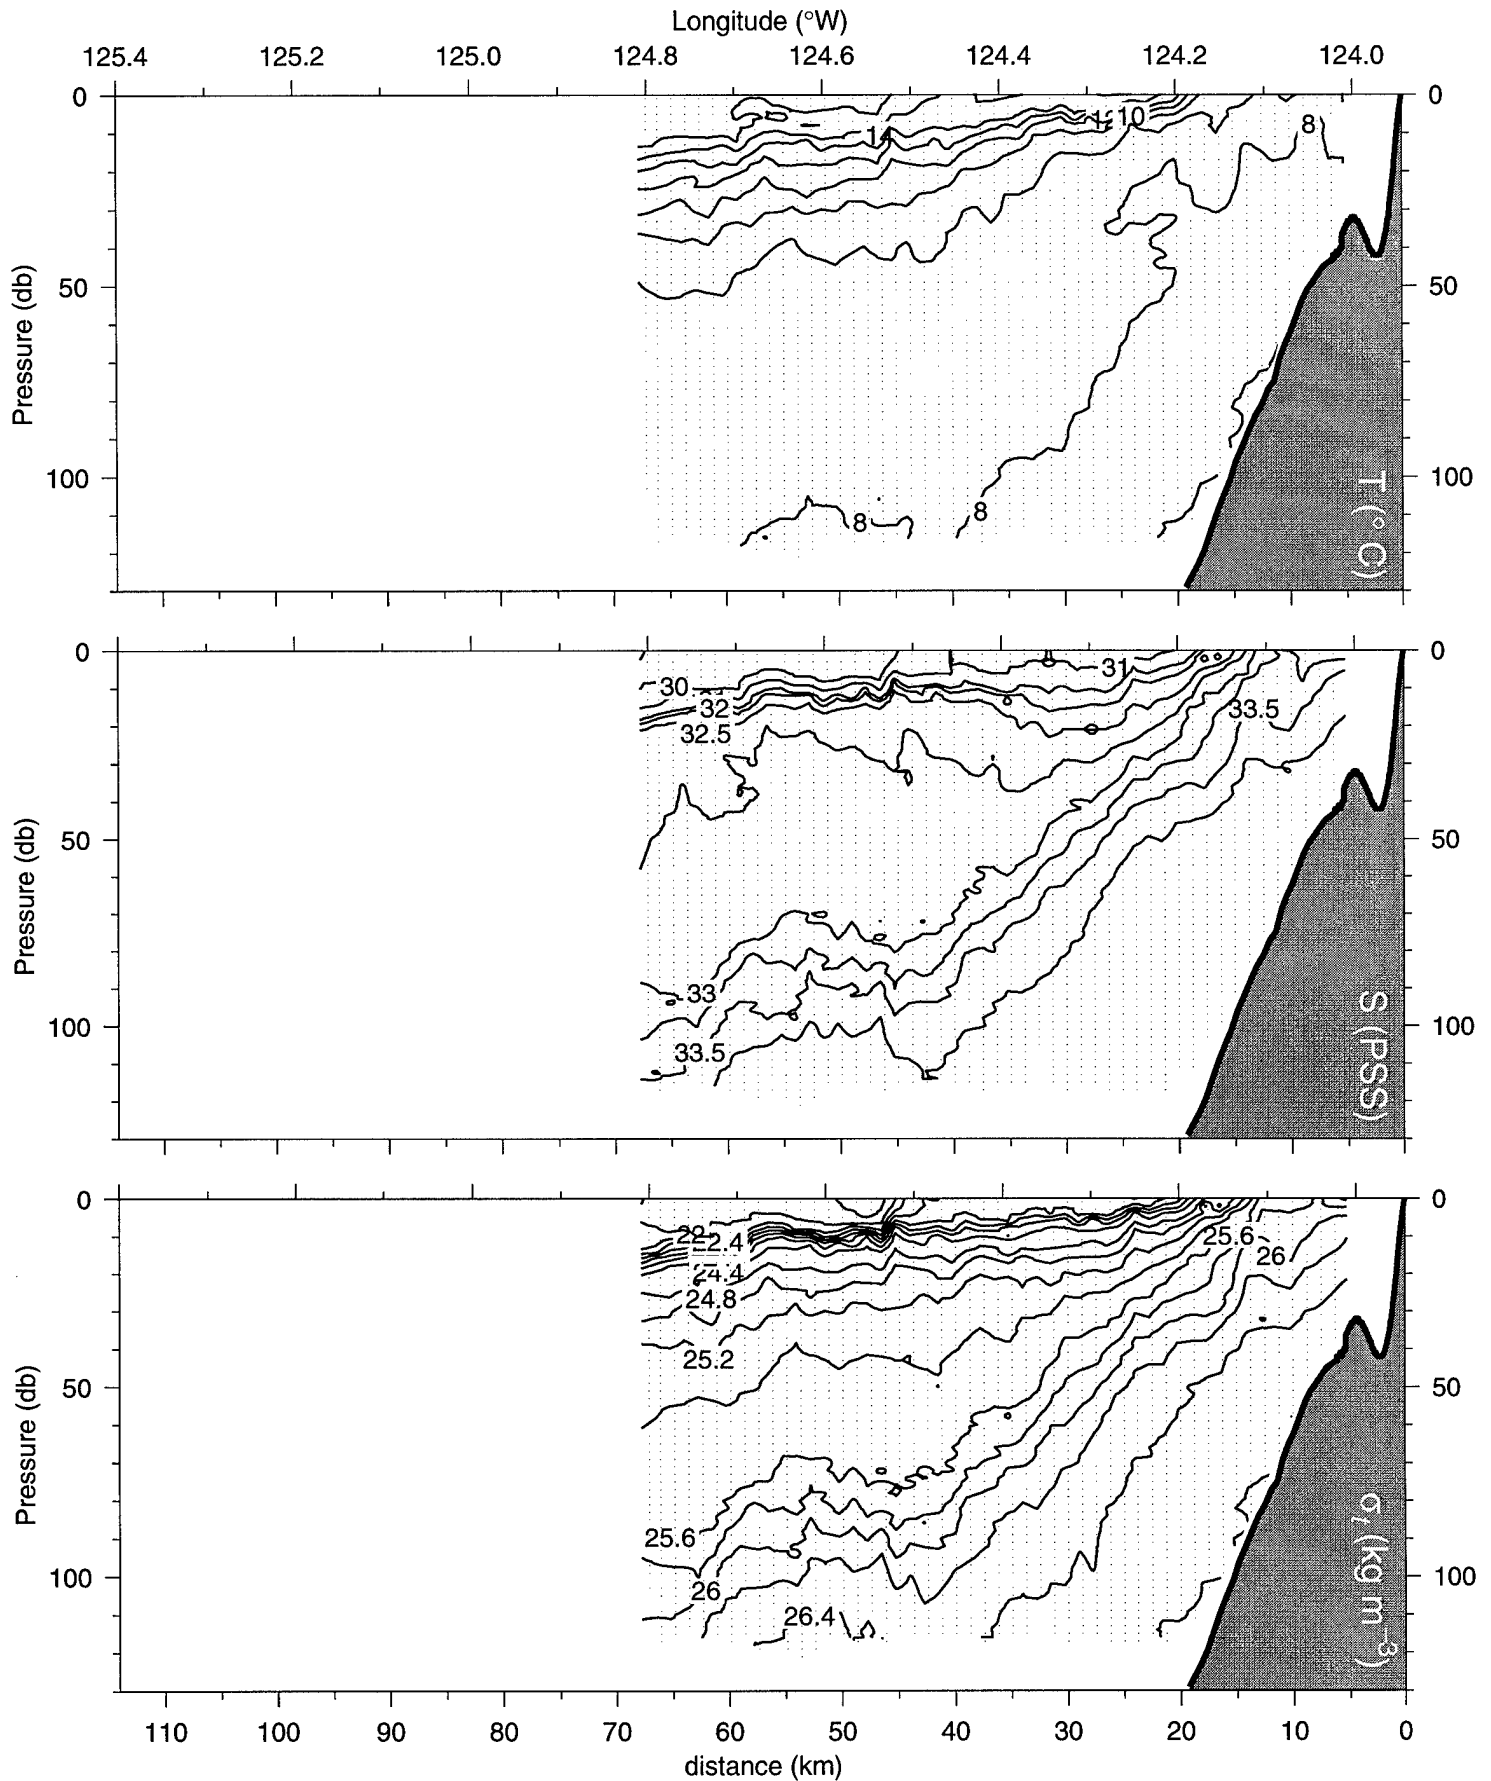 Longitude (°W)
125.4 125.2 125.0 124.8 124.6 124.4 124.2 124.0
0 0
14 10 8
50 50
Pressure (db)
100 100
8 8
T (° C)
0 0
30 31
32 33.5
32.5
50 50
Pressure (db)
33
100 100
33.5
S (PSS)
0 0
22 25.6
22.4 26
24.4
24.8
25.2
50 50
Pressure (db)
25.6
100 100
26
26.4
σt (kg m⁻³)
110 100 90 80 70 60 50 40 30 20 10 0
distance (km)